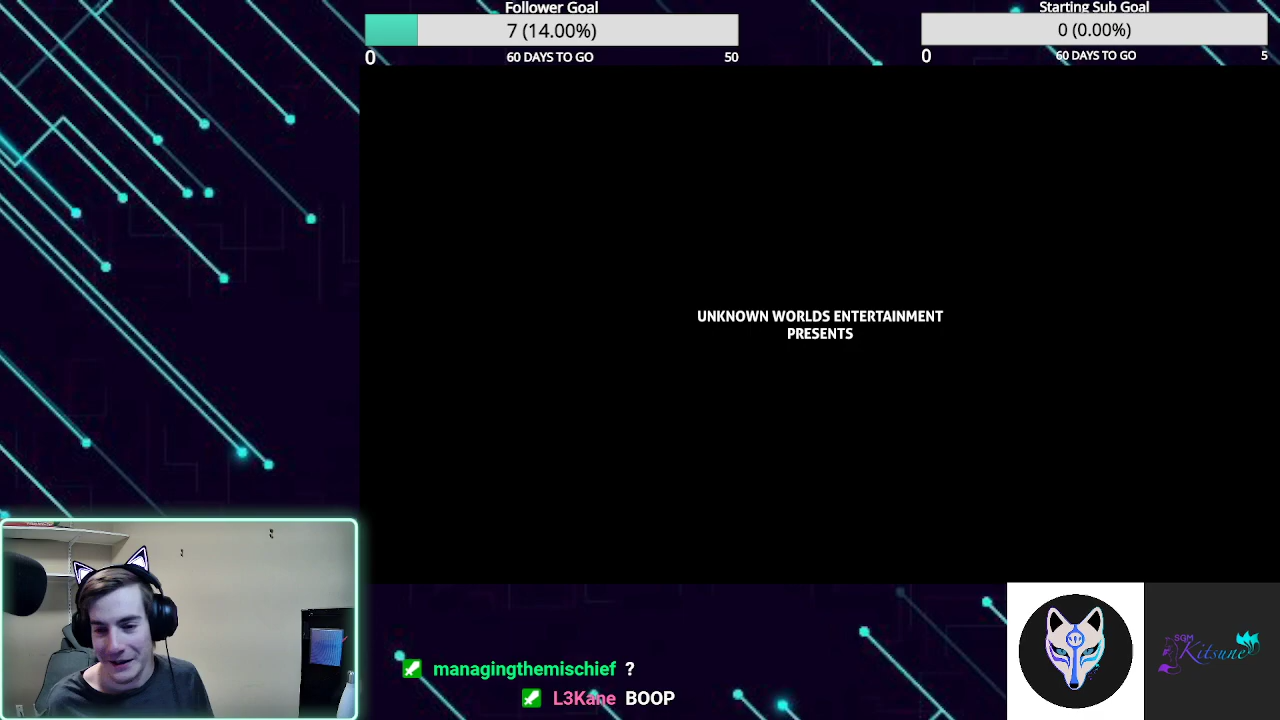 Follower Goal
7 (14.00%)
0
60 DAYS TO GO
50
Starting Sub Goal
0 (0.00%)
0
60 DAYS TO GO
5
UNKNOWN WORLDS ENTERTAINMENT
PRESENTS
managingthemischief ?
L3Kane BOOP
SGM
Kitsune